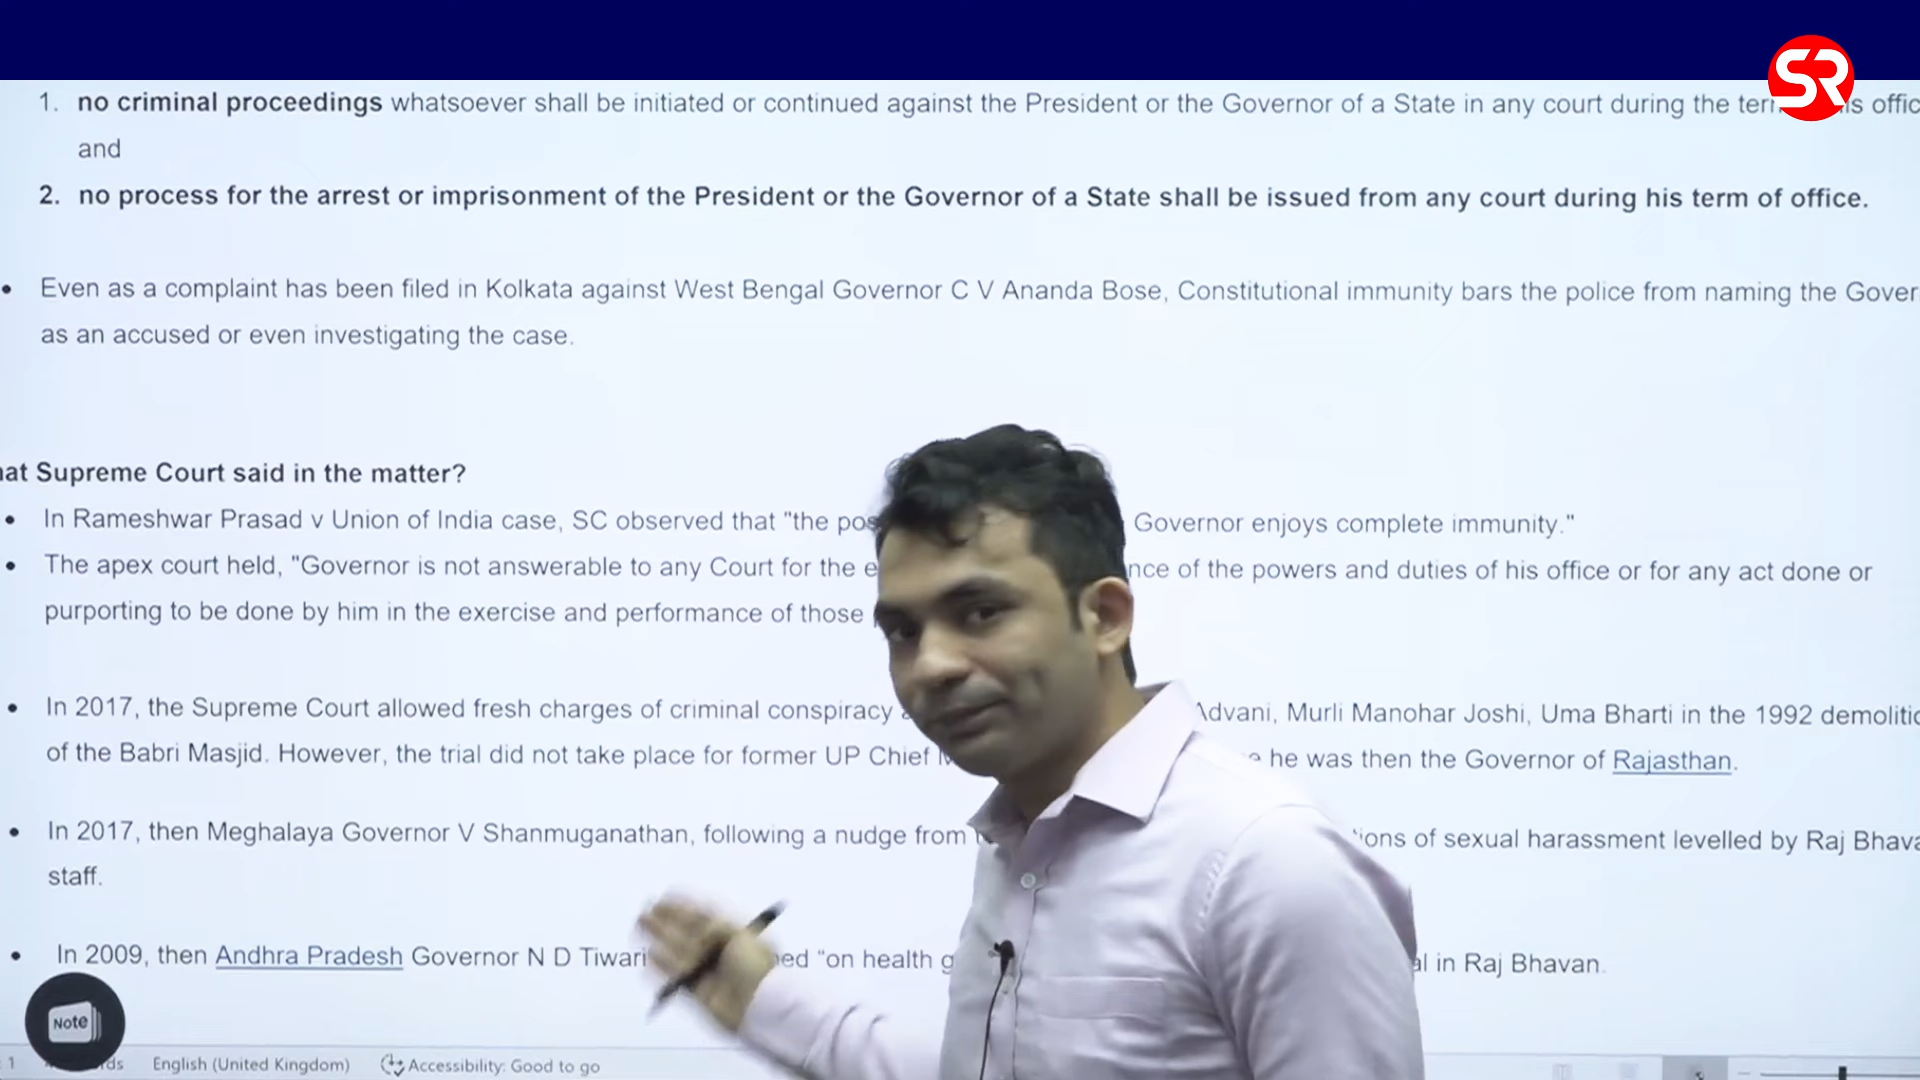 SR
1. no criminal proceedings whatsoever shall be initiated or continued against the President or the Governor of a State in any court during the
and
2. no process for the arrest or imprisonment of the President or the Governor of a State shall be issued from any court during his term of office.
• Even as a complaint has been filed in Kolkata against West Bengal Governor C V Ananda Bose, Constitutional immunity bars the police from naming the Gover
as an accused or even investigating the case.
at Supreme Court said in the matter?
• In Rameshwar Prasad v Union of India case, SC observed that "the pos Governor enjoys complete immunity."
• The apex court held, "Governor is not answerable to any Court for the e nce of the powers and duties of his office or for any act done or
purporting to be done by him in the exercise and performance of those
• In 2017, the Supreme Court allowed fresh charges of criminal conspiracy Advani, Murli Manohar Joshi, Uma Bharti in the 1992 demolitio
of the Babri Masjid. However, the trial did not take place for former UP Chief he was then the Governor of Rajasthan.
• In 2017, then Meghalaya Governor V Shanmuganathan, following a nudge from ions of sexual harassment levelled by Raj Bhava
staff.
• In 2009, then Andhra Pradesh Governor N D Tiwari ed “on health g al in Raj Bhavan.
Note
1 ds English (United Kingdom) Accessibility: Good to go